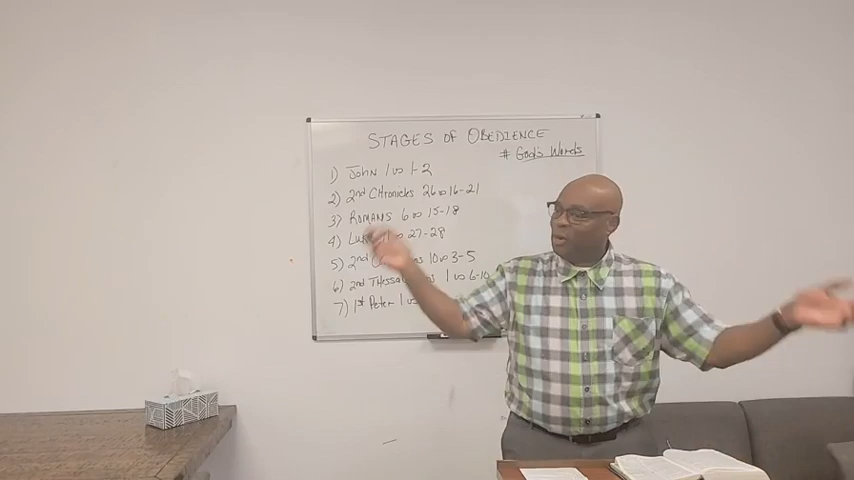 STAGES OF OBEDIENCE
# God's Words
1) John 1 vs 1-2
2) 2nd Chronicles 26 vs 16-21
3) Romans 6 vs 15-18
4) 27-28
5) 2nd 10 vs 3-5
6) 2nd 1 vs 6-10
7) 1st Peter 1 vs